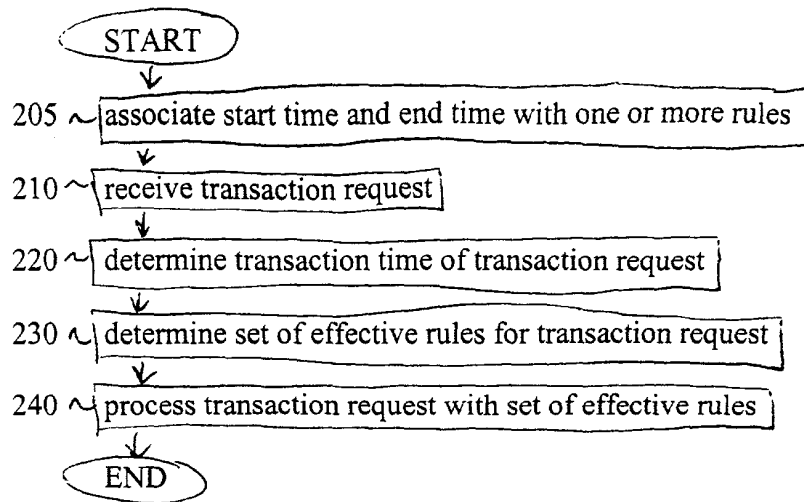 START
205 associate start time and end time with one or more rules
210 receive transaction request
220 determine transaction time of transaction request
230 determine set of effective rules for transaction request
240 process transaction request with set of effective rules
END